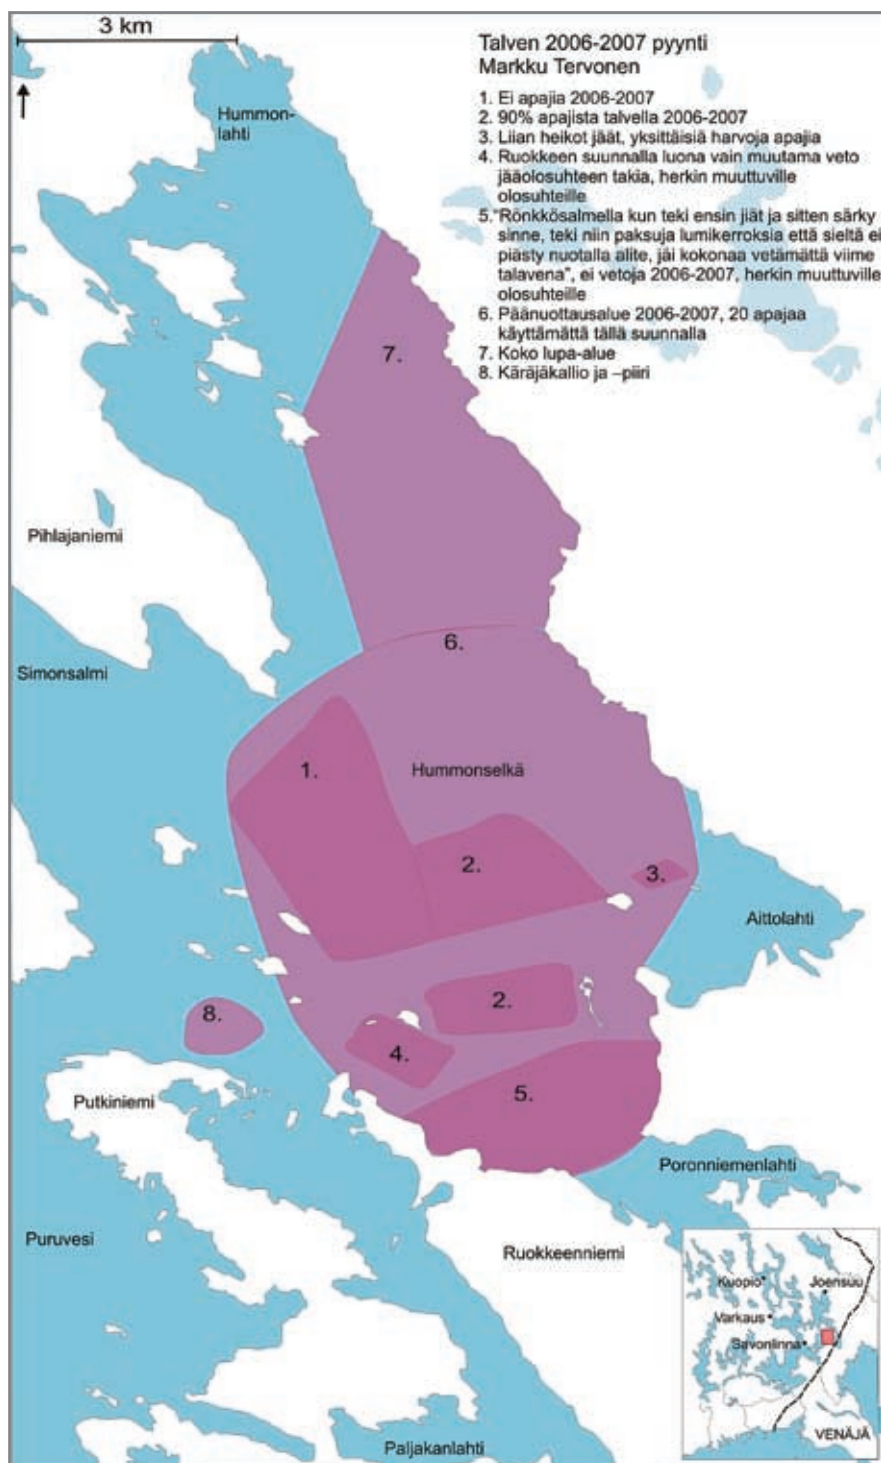 3 km
Talven 2006-2007 pyynti
Markku Tervonen
1. Ei apajia 2006-2007
2. 90% apajista talvella 2006-2007
3. Liian heikot jäät, yksittäisiä harvoja apajia
4. Ruokkeen suunnalla luona vain muutama veto
jääolosuhteen takia, herkin muuttuville
olosuhteille
5."Rönkkösalmella kun teki ensin jiät ja sitten särky
sinne, teki niin paksuja lumikerroksia että sieltä ei
piästy nuotalla alite, jäi kokonaa vetämättä viime
talavena", ei vetoja 2006-2007, herkin muuttuville
olosuhteille
6. Päänuottausalue 2006-2007, 20 apajaa
käyttämättä tällä suunnalla
7. Koko lupa-alue
8. Käräjäkallio ja –piiri
Hummon-
lahti
7.
Pihlajaniemi
6.
Simonsalmi
1.
Hummonselkä
2.
3.
Aittolahti
2.
8.
4.
5.
Putkiniemi
Poronniemenlahti
Puruvesi
Ruokkeenniemi
Paljakanlahti
Kuopio
Joensuu
Varkaus
Savonlinna
VENÄJÄ